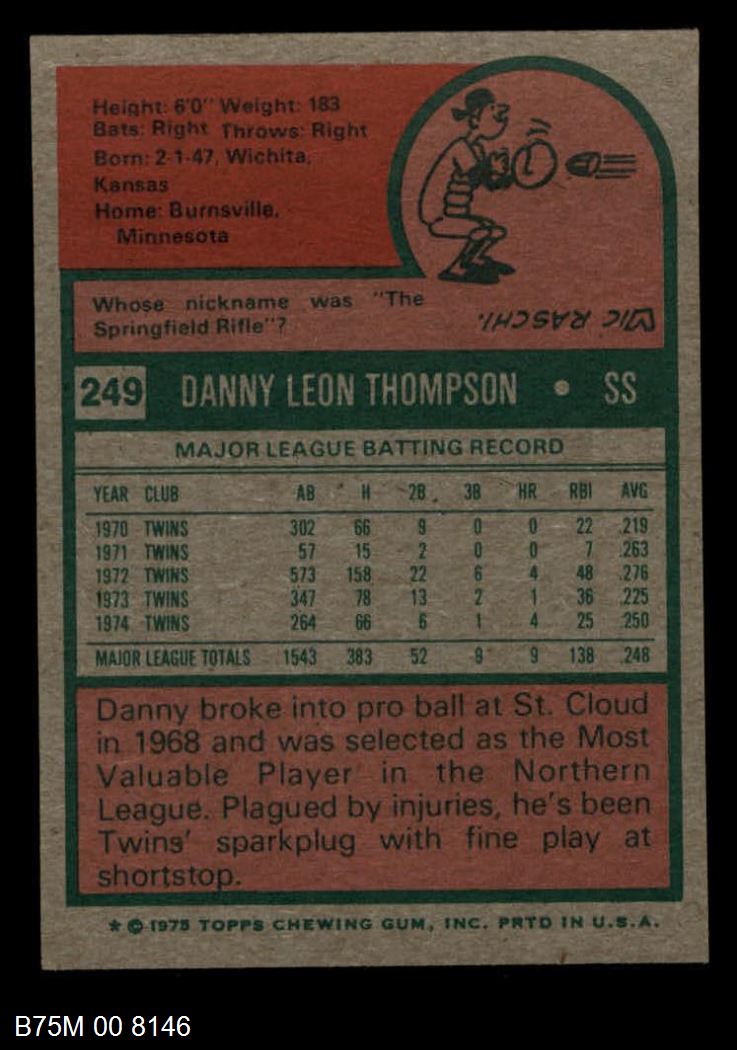 Height: 6'0" Weight: 183
Bats: Right Throws: Right
Born: 2-1-47, Wichita,
Kansas
Home: Burnsville,
Minnesota
Whose nickname was "The
Springfield Rifle"?
VIC RASCHI.
249 DANNY LEON THOMPSON • SS
MAJOR LEAGUE BATTING RECORD
YEAR CLUB AB H 2B 3B HR RBI AVG
1970 TWINS 302 66 9 0 0 22 .219
1971 TWINS 57 15 2 0 0 7 .263
1972 TWINS 573 158 22 6 4 48 .276
1973 TWINS 347 78 13 2 1 36 .225
1974 TWINS 264 66 6 1 4 25 .250
MAJOR LEAGUE TOTALS 1543 383 52 9 9 138 .248
Danny broke into pro ball at St. Cloud
in 1968 and was selected as the Most
Valuable Player in the Northern
League. Plagued by injuries, he's been
Twins' sparkplug with fine play at
shortstop.
* © 1975 TOPPS CHEWING GUM, INC. PRTD IN U.S.A.
B75M 00 8146